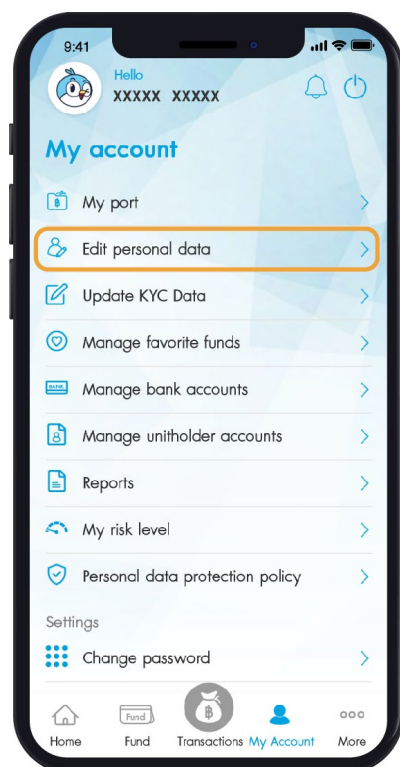 9:41
Hello
XXXXX XXXXX
My account
฿
My port
Edit personal data
Update KYC Data
Manage favorite funds
BANK
Manage bank accounts
Manage unitholder accounts
Reports
My risk level
Personal data protection policy
Settings
Change password
Fund
฿
Home
Fund
Transactions
My Account
More